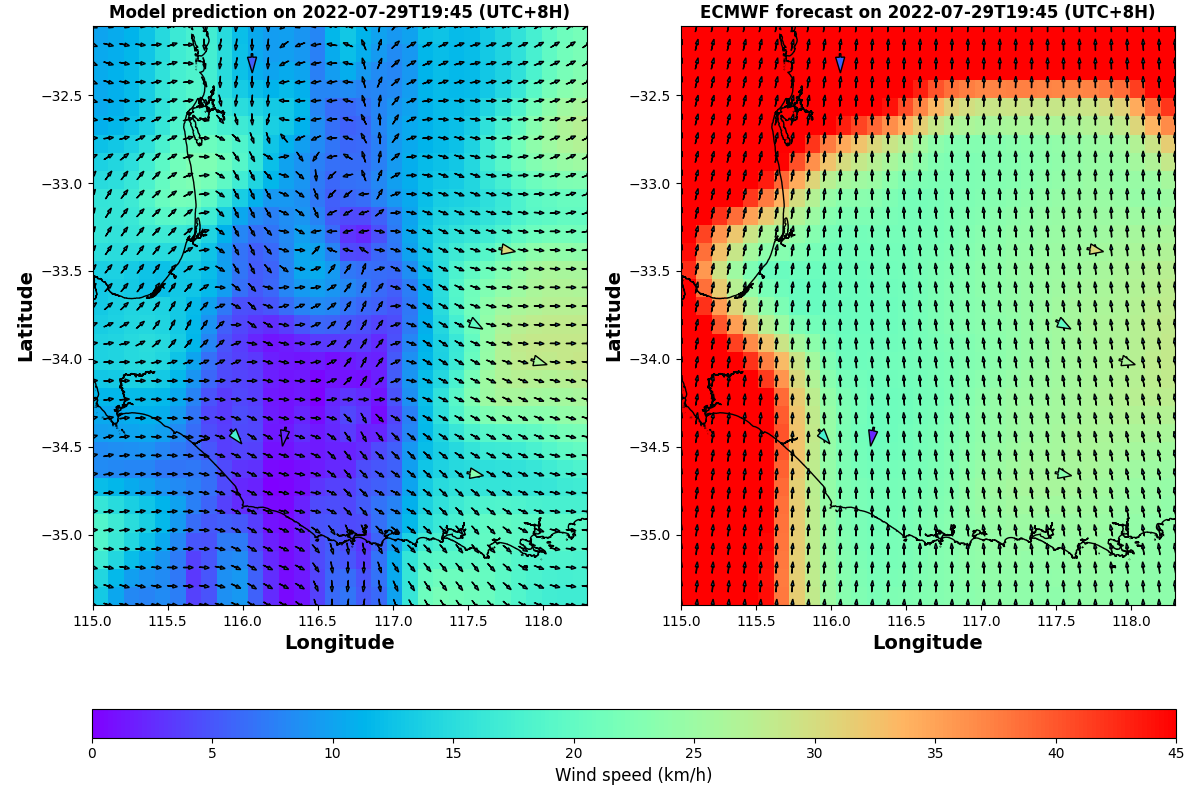 Model prediction on 2022-07-29T19:45 (UTC+8H)
ECMWF forecast on 2022-07-29T19:45 (UTC+8H)
Latitude
−32.5
−33.0
−33.5
−34.0
−34.5
−35.0
115.0 115.5 116.0 116.5 117.0 117.5 118.0
Longitude
Latitude
−32.5
−33.0
−33.5
−34.0
−34.5
−35.0
115.0 115.5 116.0 116.5 117.0 117.5 118.0
Longitude
0 5 10 15 20 25 30 35 40 45
Wind speed (km/h)